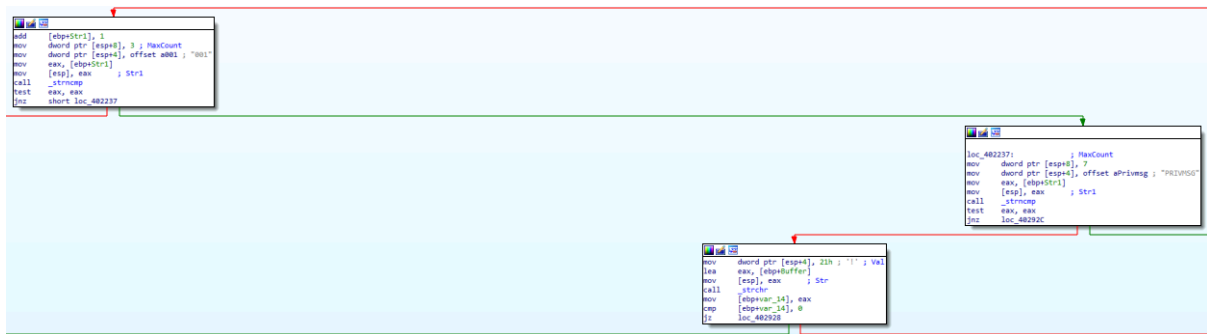 add [ebp+Str1], 1
mov dword ptr [esp+8], 3 ; MaxCount
mov dword ptr [esp+4], offset a001 ; "001"
mov eax, [ebp+Str1]
mov [esp], eax ; Str1
call _strncmp
test eax, eax
jnz short loc_402237
loc_402237: ; MaxCount
mov dword ptr [esp+8], 7
mov dword ptr [esp+4], offset aPrivmsg ; "PRIVMSG"
mov eax, [ebp+Str1]
mov [esp], eax ; Str1
call _strncmp
test eax, eax
jnz loc_40292C
mov dword ptr [esp+4], 21h ; '!' ; Val
lea eax, [ebp+Buffer]
mov [esp], eax ; Str
call _strchr
mov [ebp+var_14], eax
cmp [ebp+var_14], 0
jz loc_402928